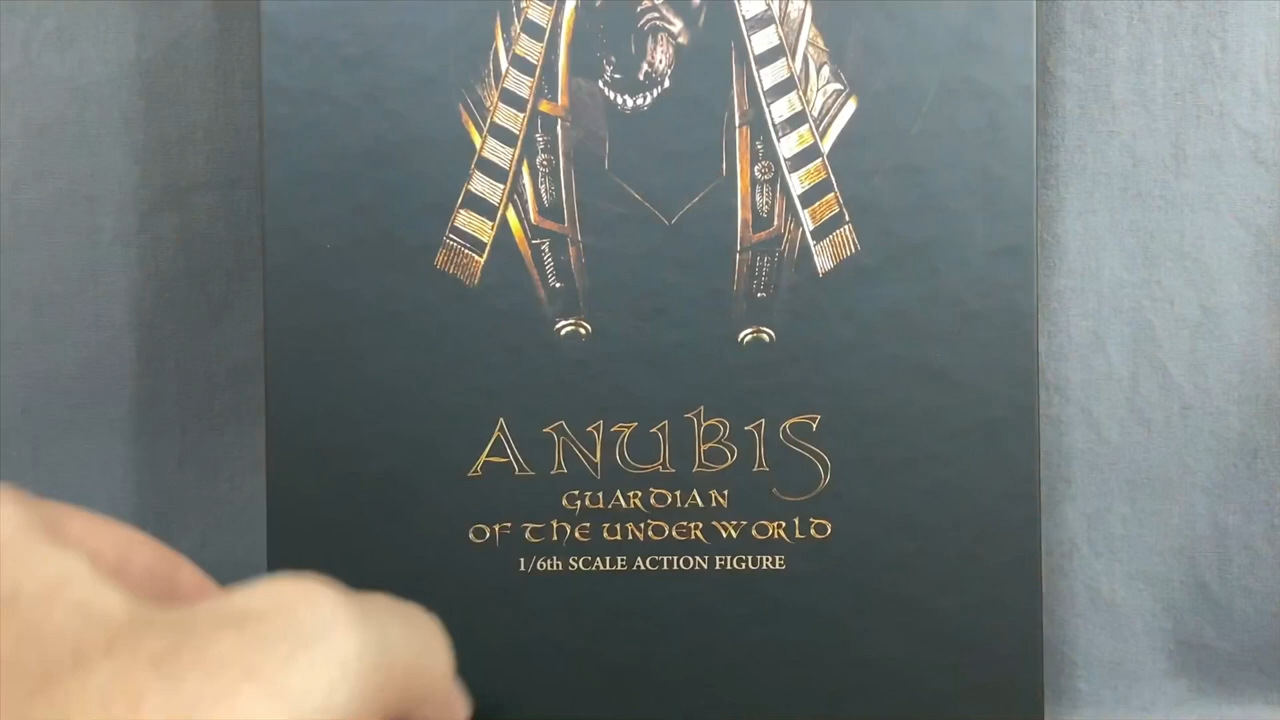 ANUBIS
GUARDIAN
OF THE UNDERWORLD
1/6th SCALE ACTION FIGURE